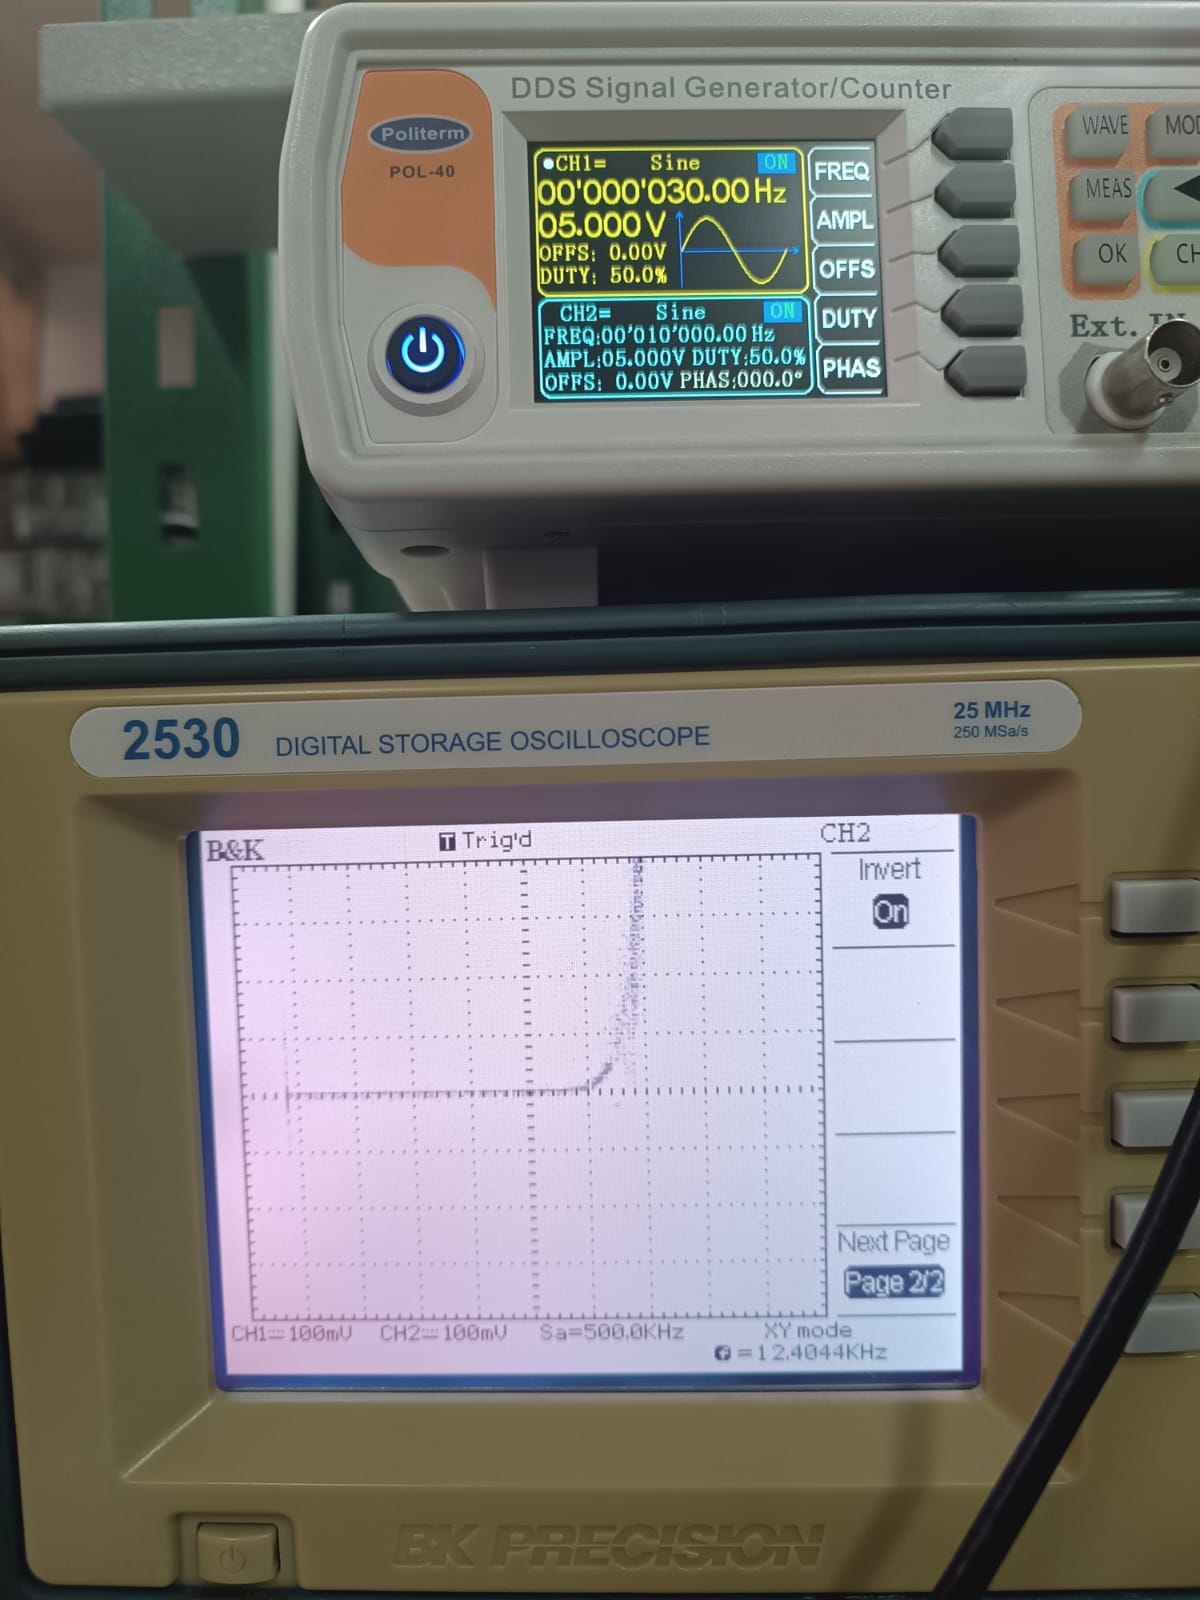 DDS Signal Generator/Counter
Politerm
POL-40
CH1= Sine ON
00'000'030.00 Hz
05.000 V
OFFS: 0.00V
DUTY: 50.0%
CH2= Sine ON
FREQ:00'010'000.00 Hz
AMPL:05.000V DUTY:50.0%
OFFS: 0.00V PHAS:000.0°
FREQ
AMPL
OFFS
DUTY
PHAS
WAVE
MEAS
OK
Ext. IN
2530 DIGITAL STORAGE OSCILLOSCOPE
25 MHz
250 MSa/s
B&K
T Trig'd
CH2
Invert
On
Next Page
Page 2/2
CH1 100mV CH2 100mV Sa=500.0KHz XY mode
=12.4044KHz
BK PRECISION